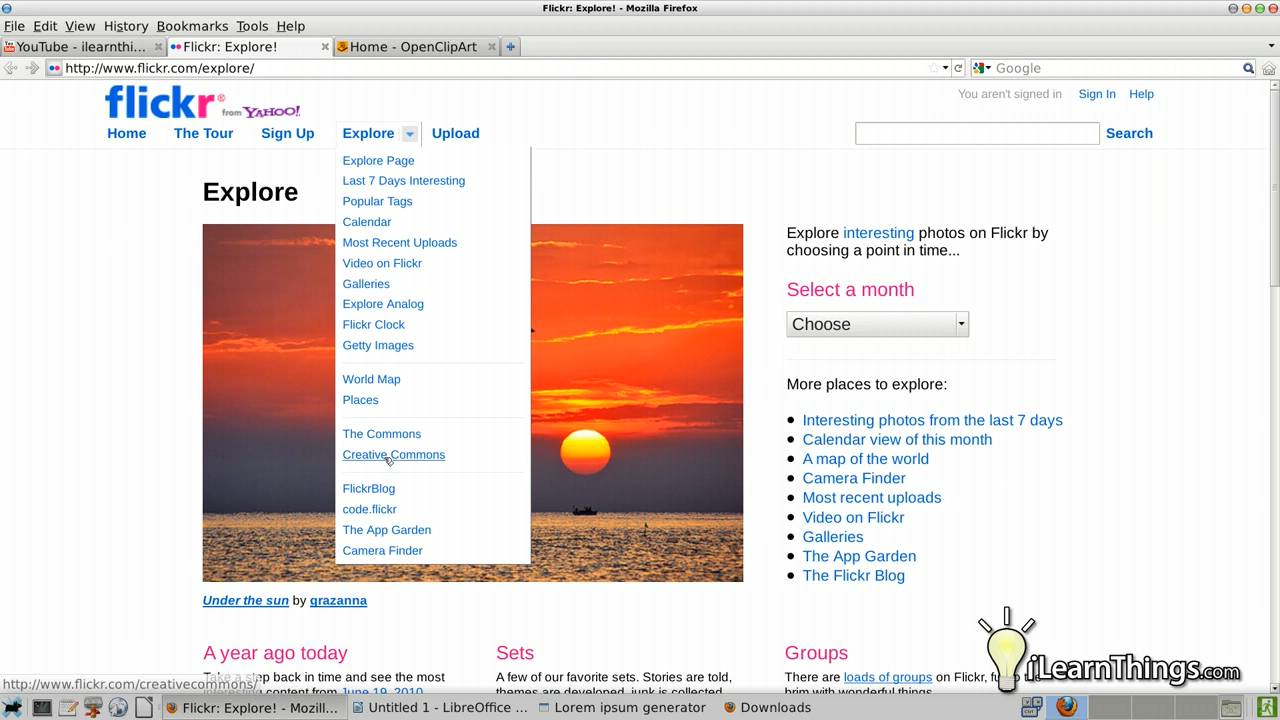 Flickr: Explore! - Mozilla Firefox
File Edit View History Bookmarks Tools Help
YouTube - ilearnthi... Flickr: Explore! Home - OpenClipArt
http://www.flickr.com/explore/ Google
flickr® from YAHOO!
You aren't signed in Sign In Help
Home The Tour Sign Up Explore Upload Search
Explore Page
Last 7 Days Interesting
Popular Tags
Calendar
Most Recent Uploads
Video on Flickr
Galleries
Explore Analog
Flickr Clock
Getty Images
World Map
Places
The Commons
Creative Commons
FlickrBlog
code.flickr
The App Garden
Camera Finder
Explore
Under the sun by grazanna
Explore interesting photos on Flickr by
choosing a point in time...
Select a month
Choose
More places to explore:
Interesting photos from the last 7 days
Calendar view of this month
A map of the world
Camera Finder
Most recent uploads
Video on Flickr
Galleries
The App Garden
The Flickr Blog
A year ago today
Take a step back in time and see the most
interesting content from June 19, 2010
Sets
A few of our favorite sets. Stories are told,
themes are developed, junk is collected
Groups
There are loads of groups on Flickr,
brim with wonderful things
iLearnThings.com
http://www.flickr.com/creativecommons/
Flickr: Explore! - Mozill... Untitled 1 - LibreOffice ... Lorem ipsum generator Downloads